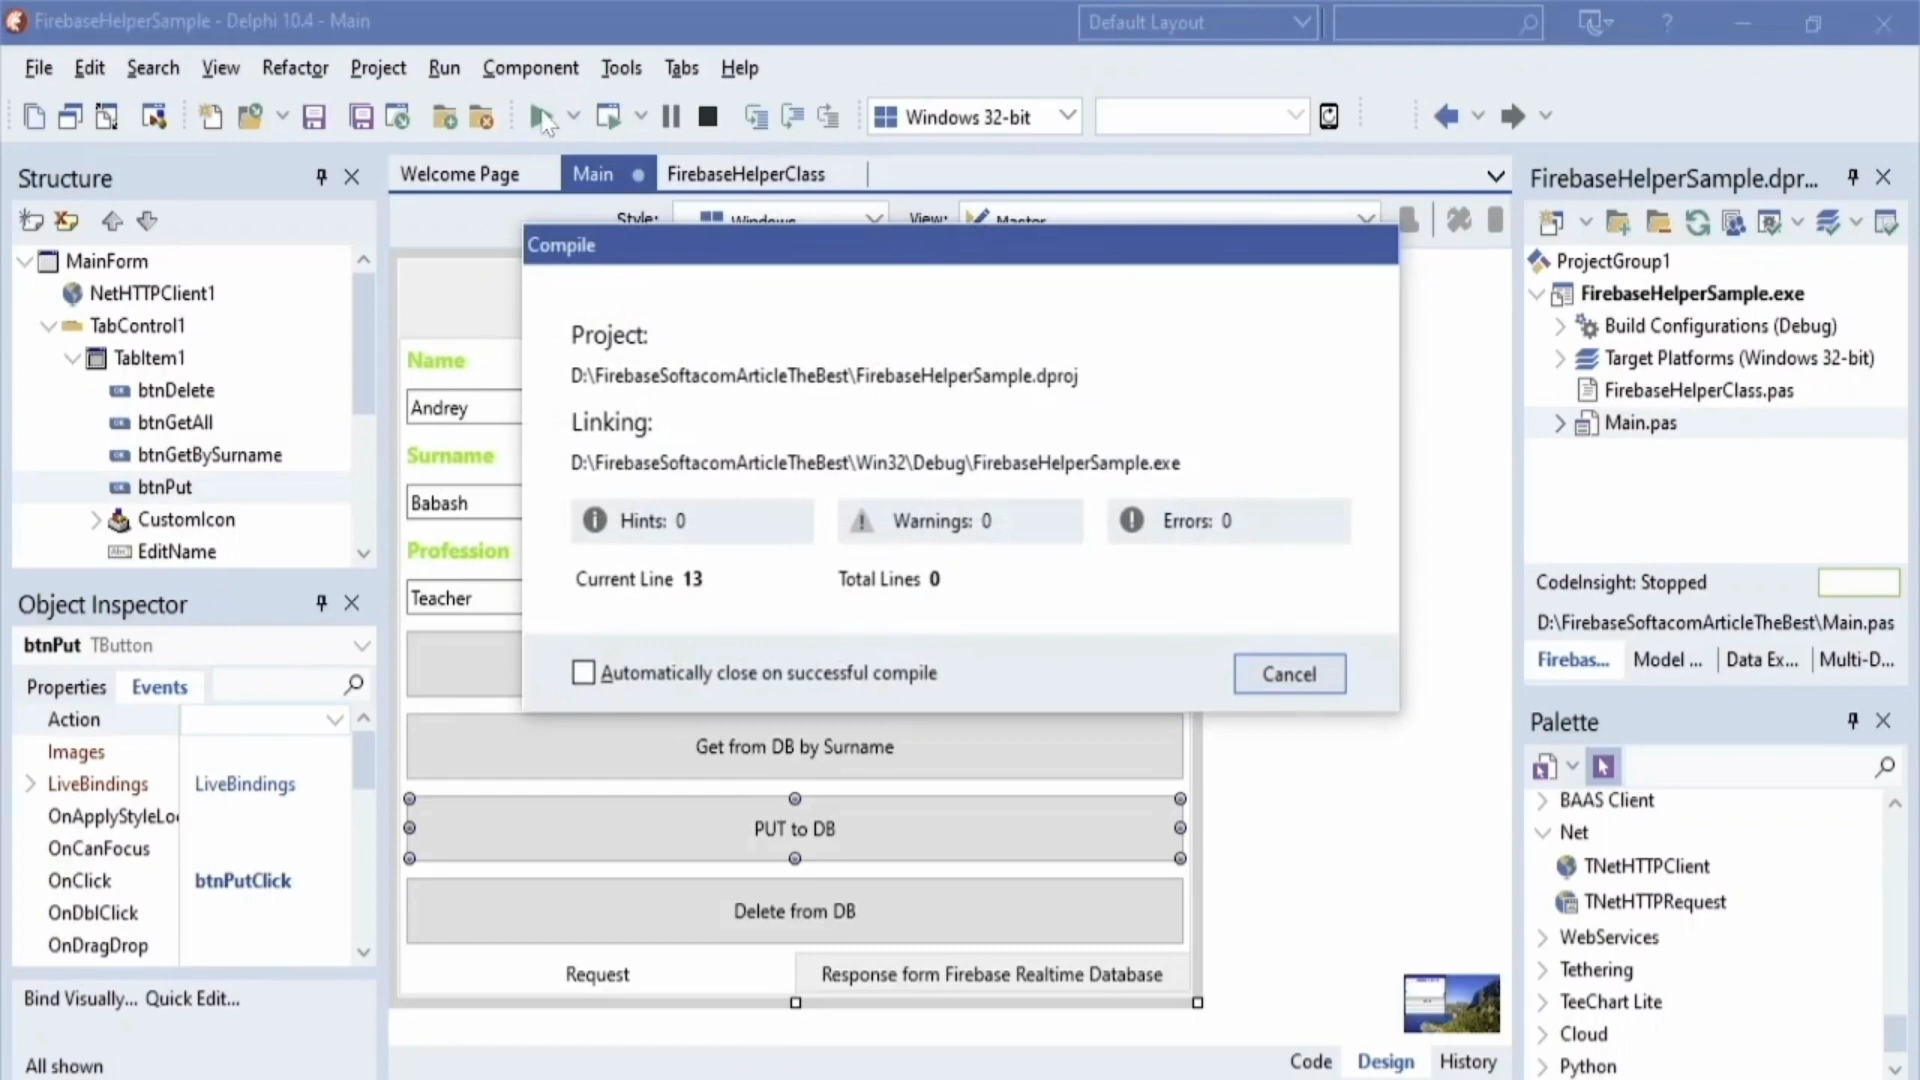 FirebaseHelperSample - Delphi 10.4 - Main
Default Layout
?
File Edit Search View Refactor Project Run Component Tools Tabs Help
Windows 32-bit
Structure
MainForm
NetHTTPClient1
TabControl1
TabItem1
btnDelete
btnGetAll
btnGetBySurname
btnPut
CustomIcon
EditName
Object Inspector
btnPut TButton
Properties Events
Action
Images
LiveBindings LiveBindings
OnApplyStyleLo
OnCanFocus
OnClick btnPutClick
OnDblClick
OnDragDrop
Bind Visually... Quick Edit...
All shown
Welcome Page Main FirebaseHelperClass
Style: Windows View: Master
Name
Andrey
Surname
Babash
Profession
Teacher
Compile
Project:
D:\FirebaseSoftacomArticleTheBest\FirebaseHelperSample.dproj
Linking:
D:\FirebaseSoftacomArticleTheBest\Win32\Debug\FirebaseHelperSample.exe
Hints: 0 Warnings: 0 Errors: 0
Current Line 13 Total Lines 0
Automatically close on successful compile
Cancel
Get from DB by Surname
PUT to DB
Delete from DB
Request Response form Firebase Realtime Database
Code Design History
FirebaseHelperSample.dpr...
ProjectGroup1
FirebaseHelperSample.exe
Build Configurations (Debug)
Target Platforms (Windows 32-bit)
FirebaseHelperClass.pas
Main.pas
CodeInsight: Stopped
D:\FirebaseSoftacomArticleTheBest\Main.pas
Firebas... Model ... Data Ex... Multi-D...
Palette
BAAS Client
Net
TNetHTTPClient
TNetHTTPRequest
WebServices
Tethering
TeeChart Lite
Cloud
Python